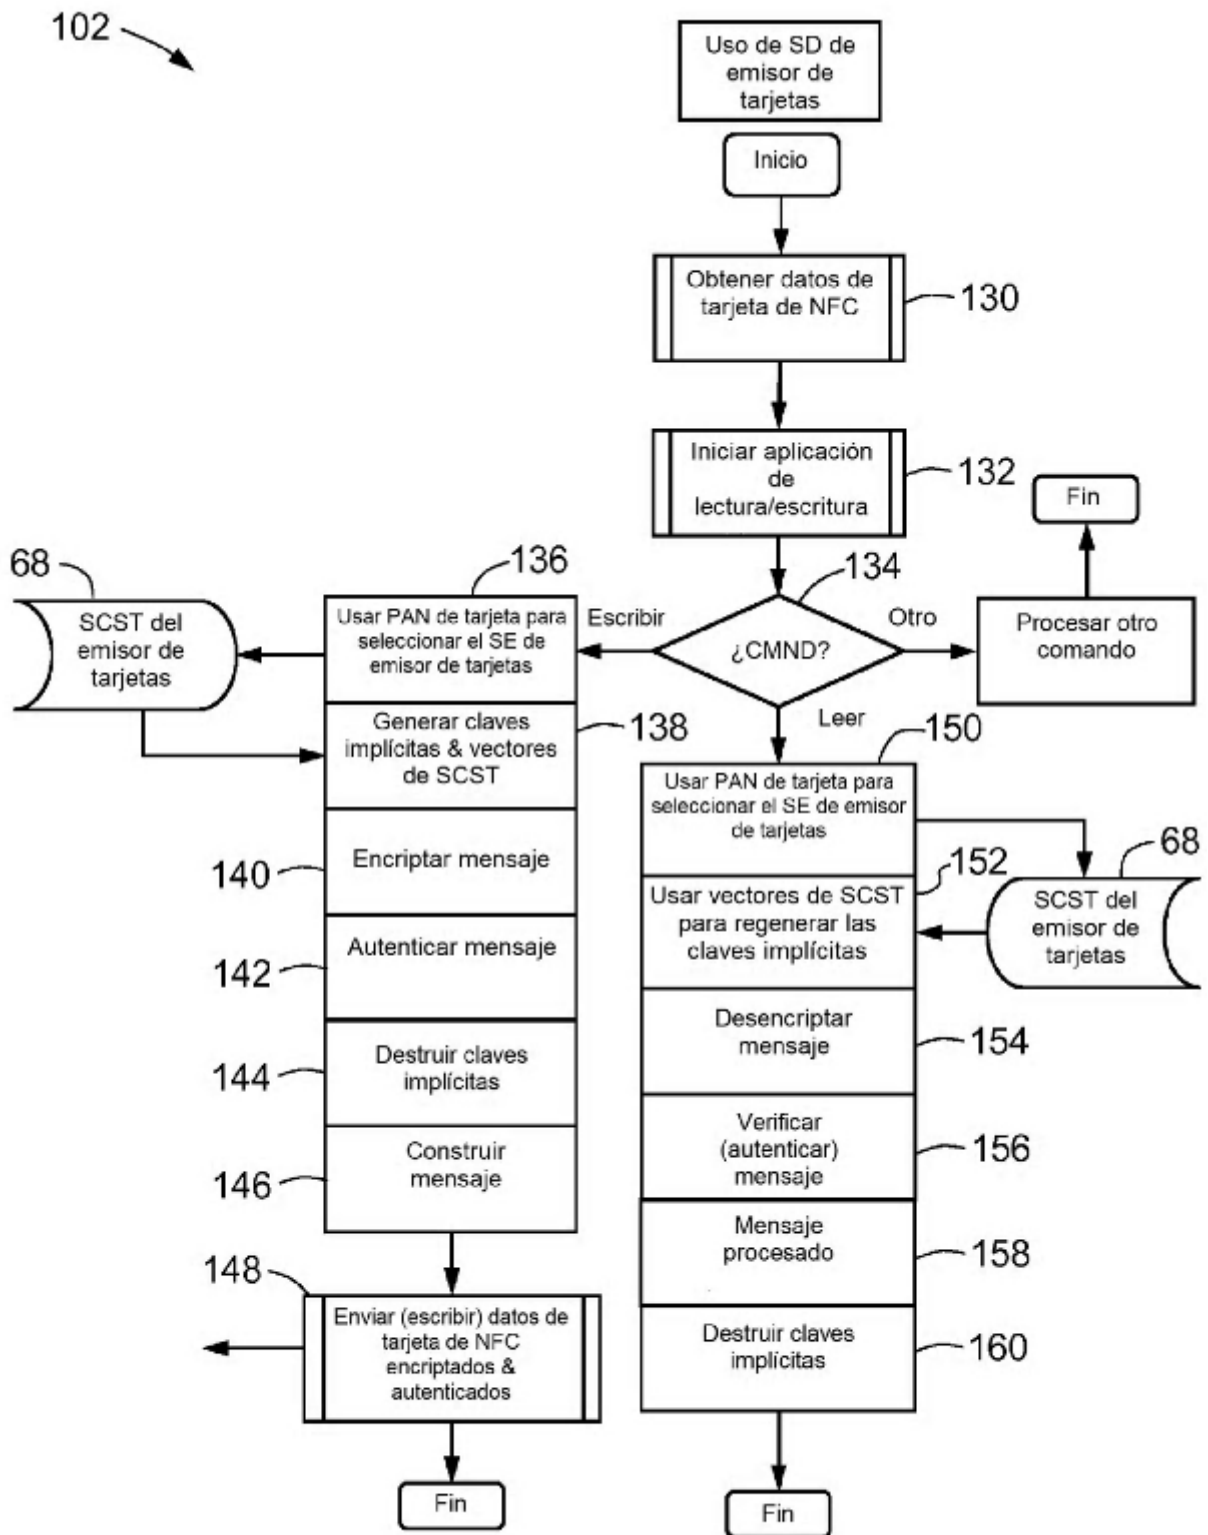 102
Uso de SD de
emisor de
tarjetas
Inicio
Obtener datos de
tarjeta de NFC
130
Iniciar aplicación
de
lectura/escritura
132
Fin
68
SCST del
emisor de
tarjetas
136
Usar PAN de tarjeta para
seleccionar el SE de
emisor de tarjetas
Escribir
134
¿CMND?
Otro
Procesar otro
comando
Leer
Generar claves
implícitas & vectores
de SCST
138
150
Usar PAN de tarjeta para
seleccionar el SE de emisor
de tarjetas
140
Encriptar mensaje
152
Usar vectores de SCST
para regenerar las
claves implícitas
68
SCST del
emisor de
tarjetas
142
Autenticar mensaje
Desencriptar
mensaje
154
144
Destruir claves
implícitas
Verificar
(autenticar)
mensaje
156
146
Construir
mensaje
Mensaje
procesado
158
148
Enviar (escribir) datos de
tarjeta de NFC
encriptados &
autenticados
Destruir claves
implícitas
160
Fin
Fin